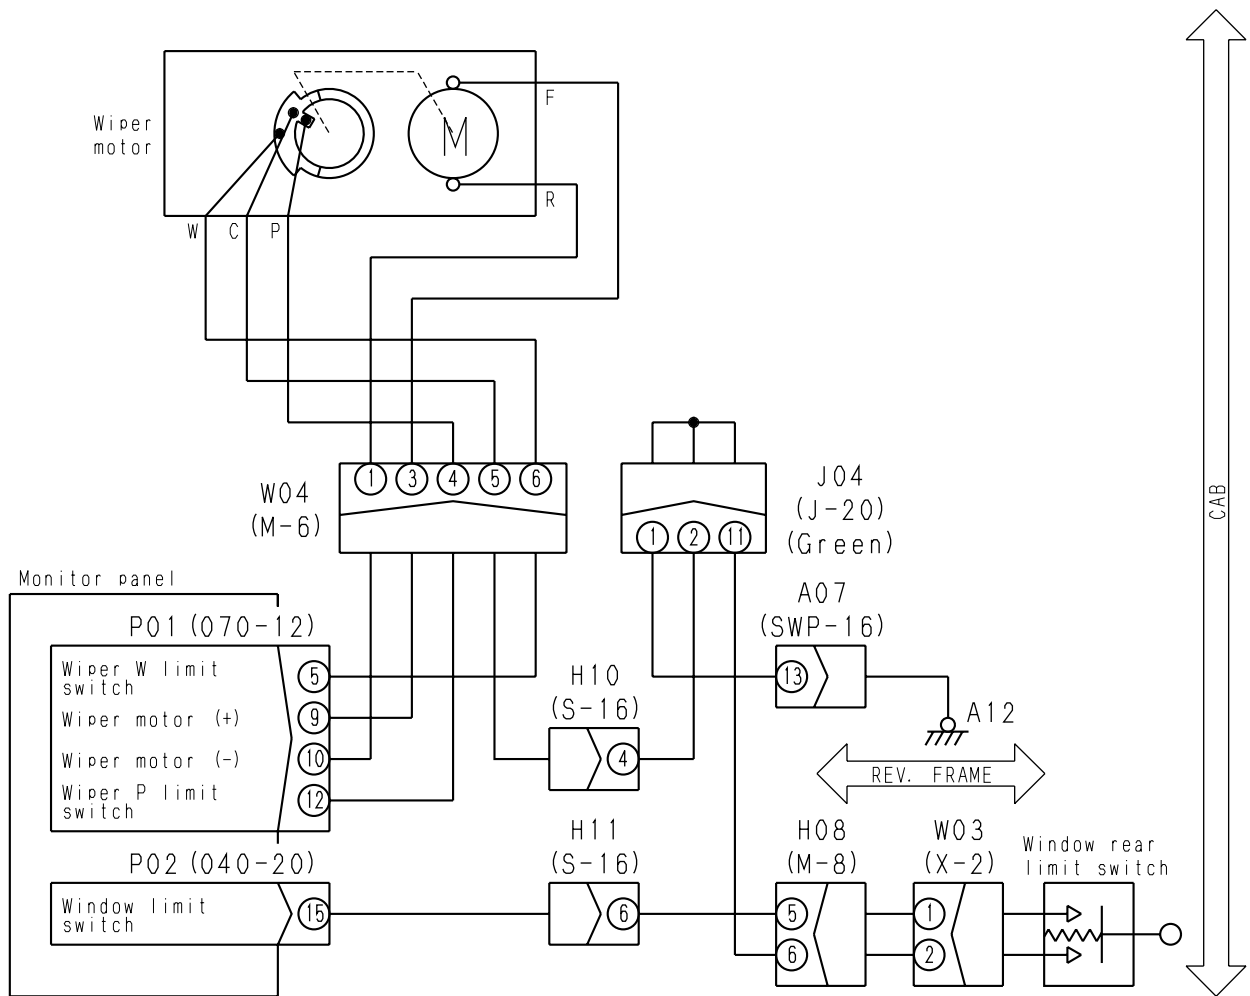 Wiper
motor
M
F
R
W C P
1 3 4 5 6
W04
(M-6)
J04
(J-20)
(Green)
1 2 11
CAB
Monitor panel
P01 (070-12)
Wiper W limit
switch
5
Wiper motor (+)
9
Wiper motor (-)
10
Wiper P limit
switch
12
H10
(S-16)
4
A07
(SWP-16)
13
A12
REV. FRAME
P02 (040-20)
Window limit
switch
15
H11
(S-16)
6
H08
(M-8)
5
6
W03
(X-2)
1
2
Window rear
limit switch